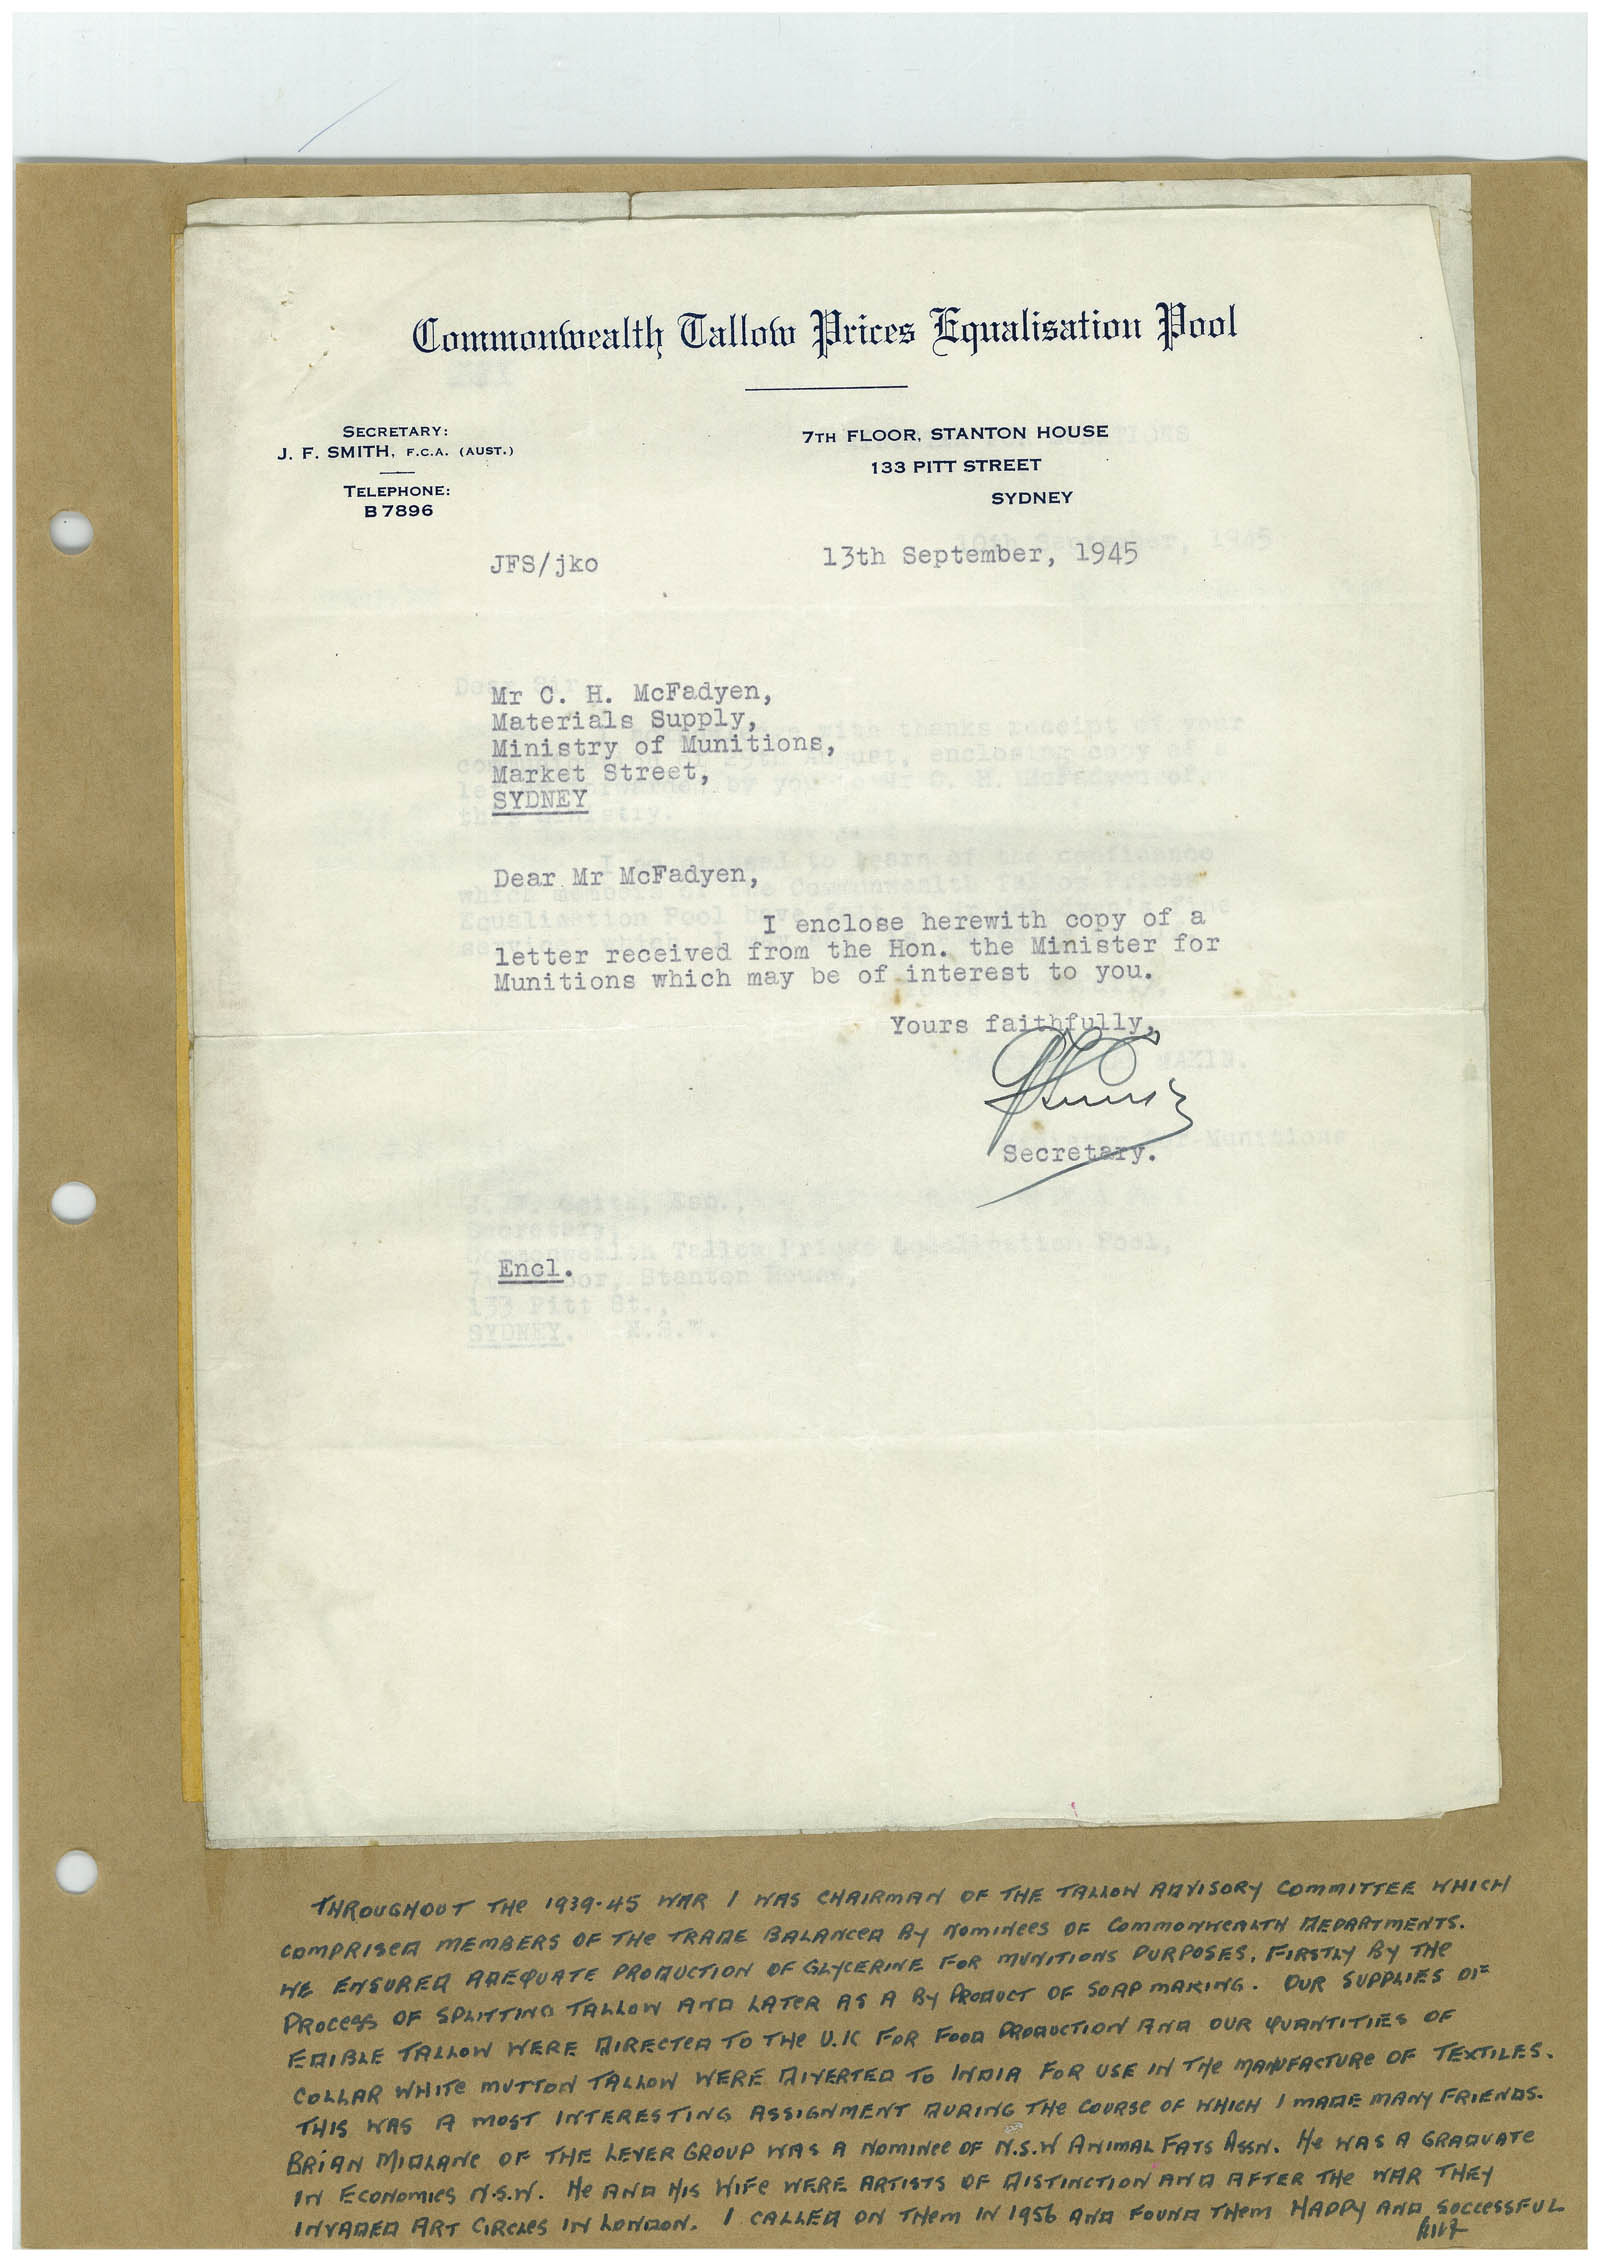 Commonwealth Tallow Prices Equalisation Pool
SECRETARY:
J. F. SMITH, F.C.A. (AUST.)
TELEPHONE:
B 7896
7TH FLOOR, STANTON HOUSE
133 PITT STREET
SYDNEY
JFS/jko
13th September, 1945
Mr C. H. McFadyen,
Materials Supply,
Ministry of Munitions,
Market Street,
SYDNEY
Dear Mr McFadyen,
I enclose herewith copy of a
letter received from the Hon. the Minister for
Munitions which may be of interest to you.
Yours faithfully,
Secretary.
Encl.
THROUGHOUT THE 1939-45 WAR I WAS CHAIRMAN OF THE TALLOW ADVISORY COMMITTEE WHICH
COMPRISED MEMBERS OF THE TRADE BALANCED BY NOMINEES OF COMMONWEALTH DEPARTMENTS.
WE ENSURED ADEQUATE PRODUCTION OF GLYCERINE FOR MUNITIONS PURPOSES, FIRSTLY BY THE
PROCESS OF SPLITTING TALLOW AND LATER AS A BY PRODUCT OF SOAP MAKING. OUR SUPPLIES OF
EDIBLE TALLOW WERE DIRECTED TO THE U.K FOR FOOD PRODUCTION AND OUR QUANTITIES OF
COLLAR WHITE MUTTON TALLOW WERE DIVERTED TO INDIA FOR USE IN THE MANUFACTURE OF TEXTILES.
THIS WAS A MOST INTERESTING ASSIGNMENT DURING THE COURSE OF WHICH I MADE MANY FRIENDS.
BRIAN MIDLANE OF THE LEVER GROUP WAS A NOMINEE OF N.S.W ANIMAL FATS ASSN. HE WAS A GRADUATE
IN ECONOMICS N.S.W. HE AND HIS WIFE WERE ARTISTS OF DISTINCTION AND AFTER THE WAR THEY
INVADED ART CIRCLES IN LONDON. I CALLED ON THEM IN 1956 AND FOUND THEM HAPPY AND SUCCESSFUL